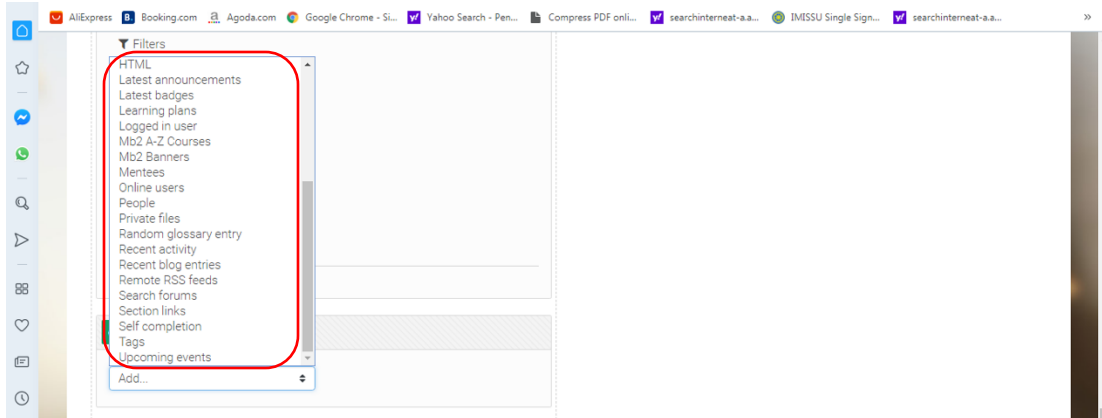 AliExpress B. Booking.com a Agoda.com Google Chrome - Si... y! Yahoo Search - Pen... Compress PDF onli... y! searchinterneat-a.a... IMISSU Single Sign... y! searchinterneat-a.a... »
Filters
HTML
Latest announcements
Latest badges
Learning plans
Logged in user
Mb2 A-Z Courses
Mb2 Banners
Mentees
Online users
People
Private files
Random glossary entry
Recent activity
Recent blog entries
Remote RSS feeds
Search forums
Section links
Self completion
Tags
Upcoming events
Add...